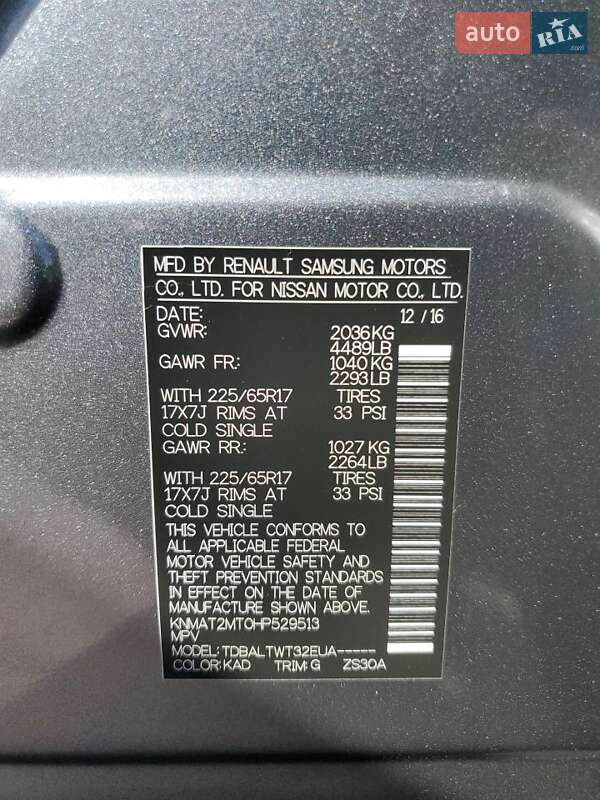 auto RIA.com
MFD BY RENAULT SAMSUNG MOTORS
CO., LTD. FOR NISSAN MOTOR CO., LTD.
DATE: 12 / 16
GVWR: 2036KG
4489LB
GAWR FR: 1040KG
2293LB
WITH 225/65R17 TIRES
17X7J RIMS AT 33 PSI
COLD SINGLE
GAWR RR: 1027KG
2264LB
WITH 225/65R17 TIRES
17X7J RIMS AT 33 PSI
COLD SINGLE
THIS VEHICLE CONFORMS TO
ALL APPLICABLE FEDERAL
MOTOR VEHICLE SAFETY AND
THEFT PREVENTION STANDARDS
IN EFFECT ON THE DATE OF
MANUFACTURE SHOWN ABOVE.
KNMAT2MT0HP529513
MPV
MODEL: TDBALTWT32EUA-----
COLOR: KAD TRIM: G ZS30A